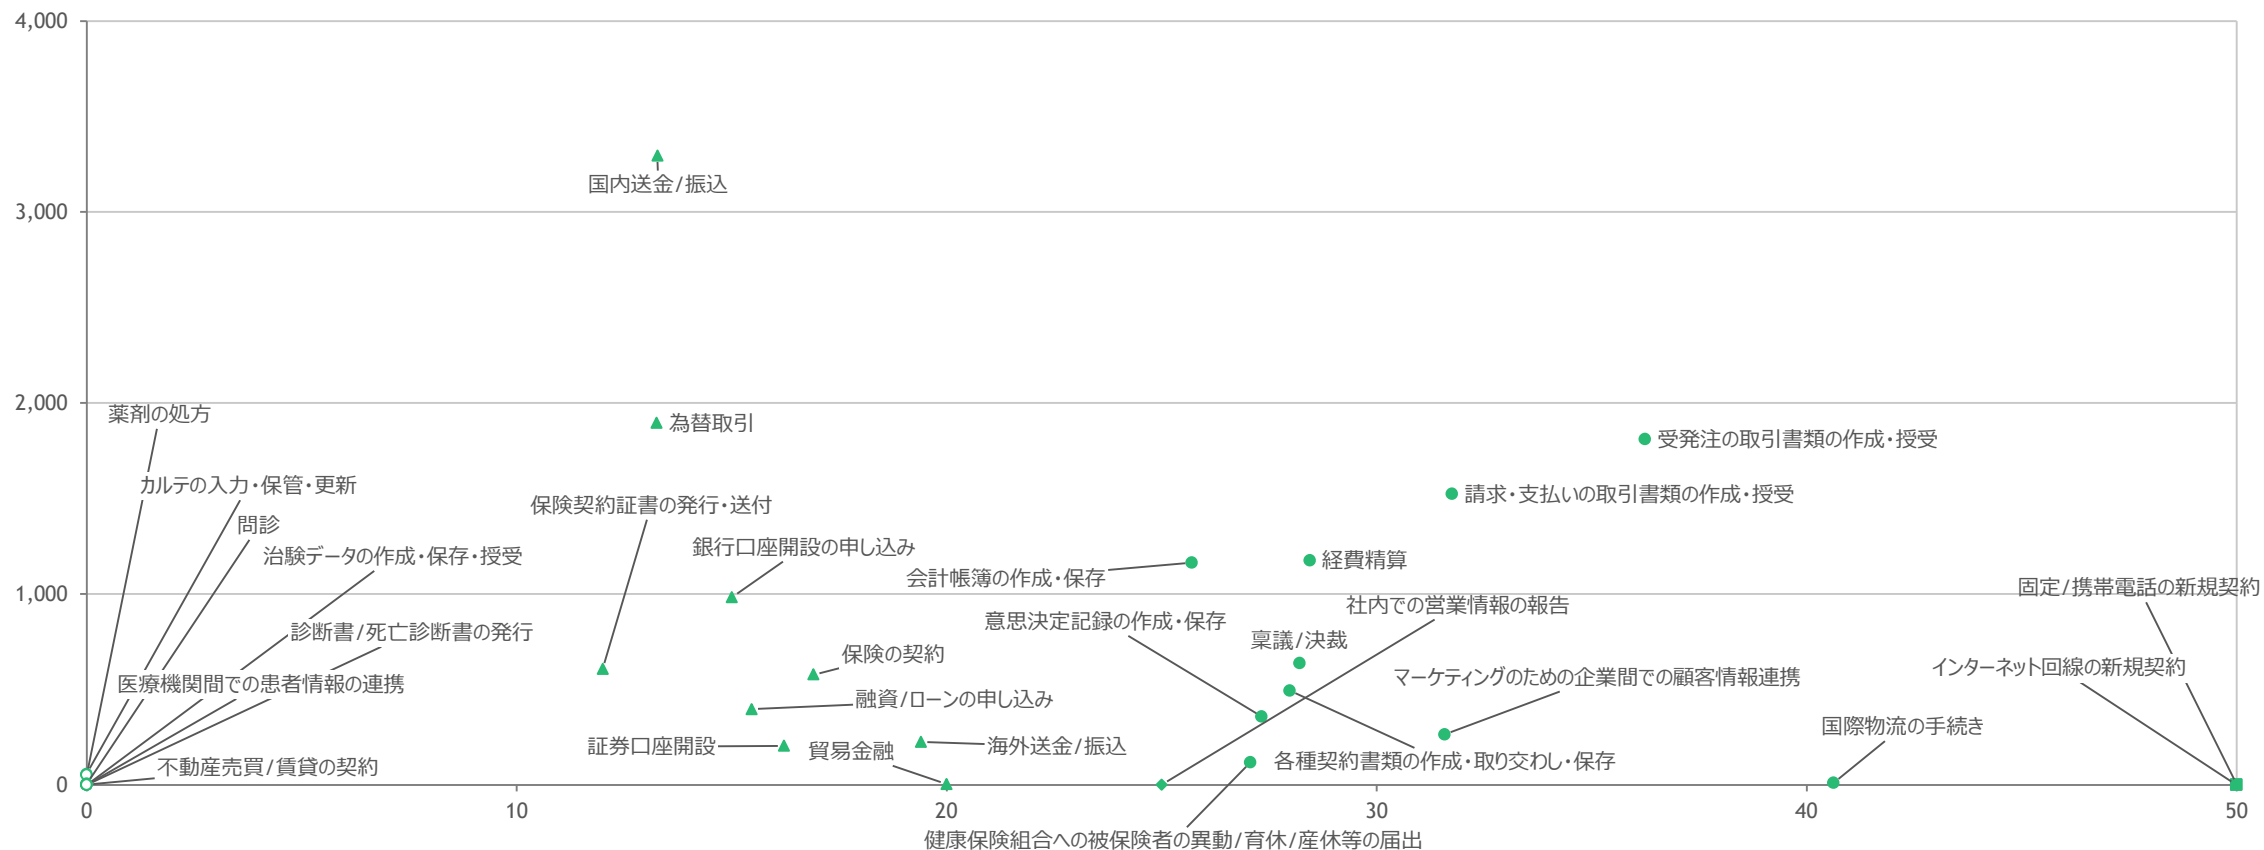 4,000
国内送金/振込
3,000
2,000
薬剤の処方
為替取引
受発注の取引書類の作成・授受
カルテの入力・保管・更新
請求・支払いの取引書類の作成・授受
保険契約証書の発行・送付
問診
銀行口座開設の申し込み
治験データの作成・保存・授受
経費精算
会計帳簿の作成・保存
固定/携帯電話の新規契約
1,000
社内での営業情報の報告
意思決定記録の作成・保存
診断書/死亡診断書の発行
稟議/決裁
保険の契約
インターネット回線の新規契約
マーケティングのための企業間での顧客情報連携
医療機関間での患者情報の連携
融資/ローンの申し込み
国際物流の手続き
証券口座開設
貿易金融
海外送金/振込
各種契約書類の作成・取り交わし・保存
不動産売買/賃貸の契約
0
0
10
20
30
40
50
健康保険組合への被保険者の異動/育休/産休等の届出